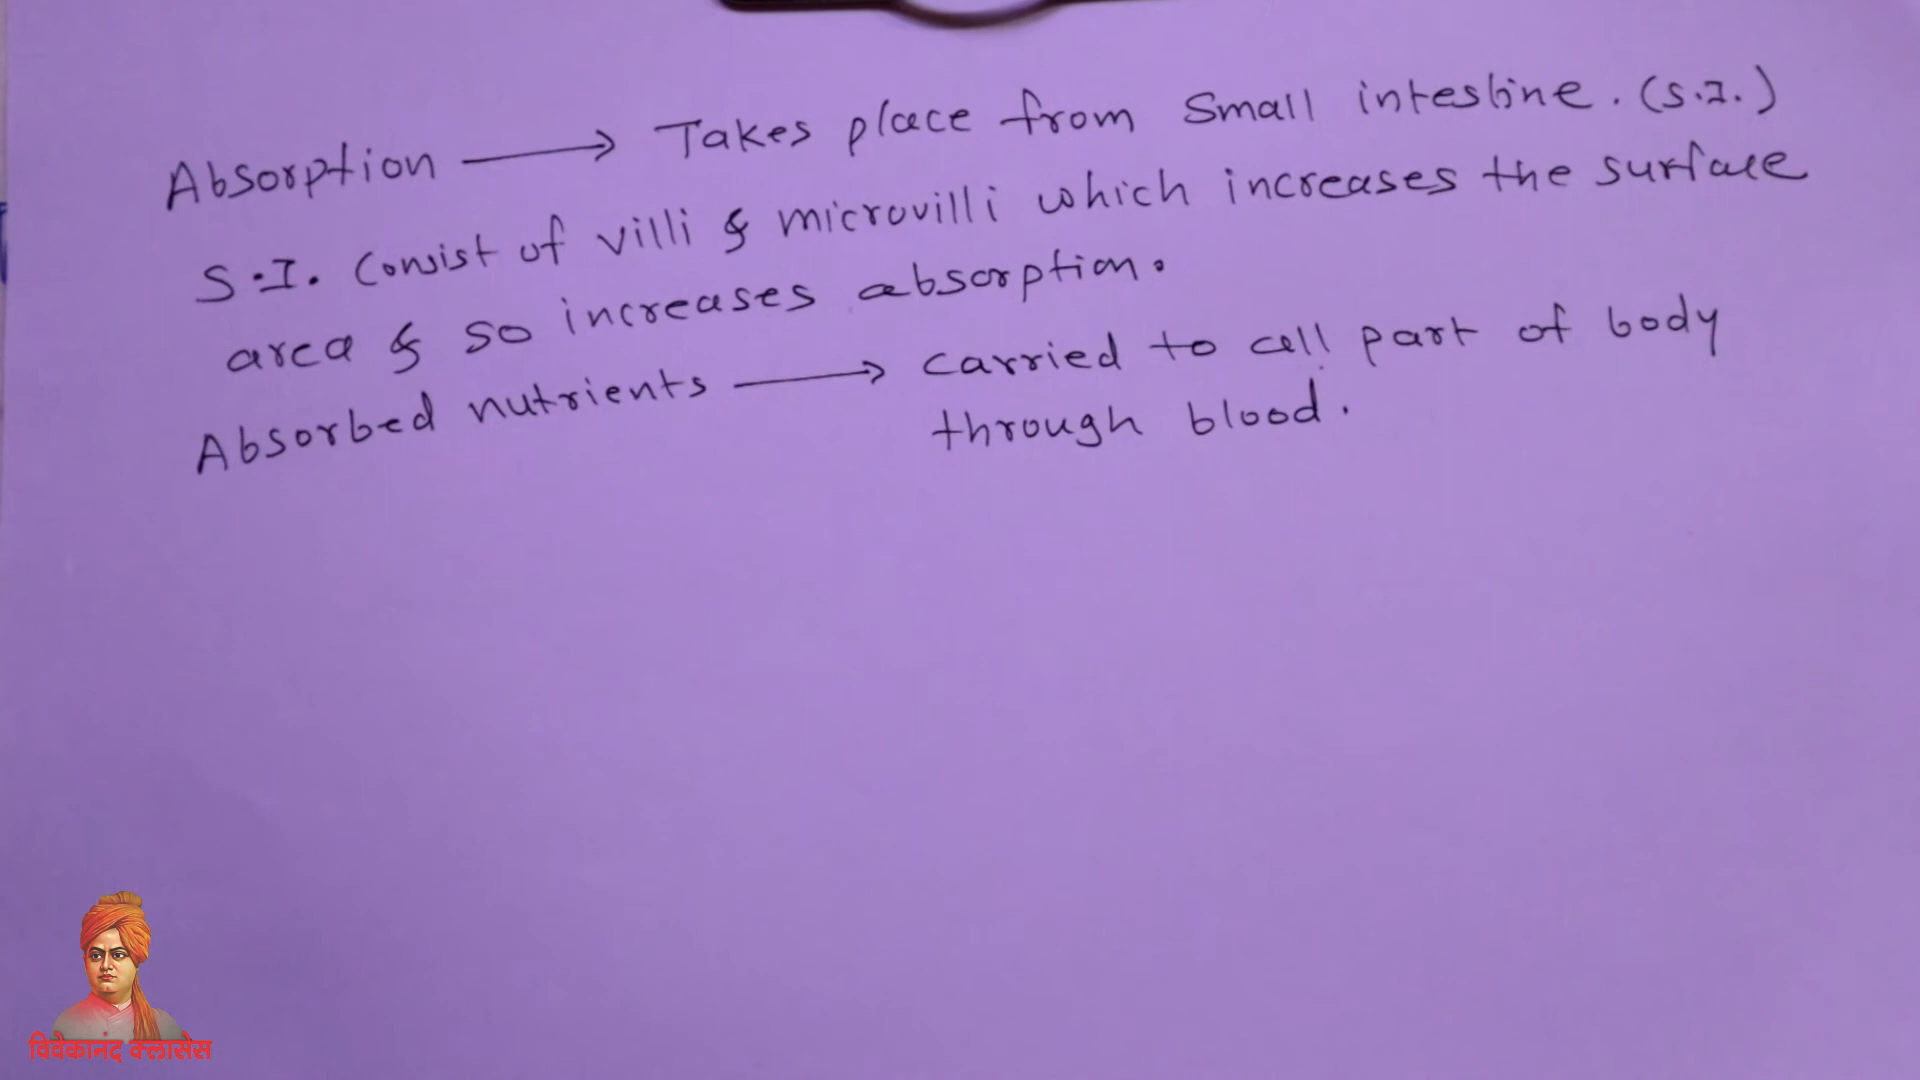 Absorption ⟶ Takes place from small intestine. (S.I.)
S.I. Consist of villi & microvilli which increases the surface
area & so increases absorption.
Absorbed nutrients ⟶ carried to cell part of body
through blood.
विवेकानंद क्लासेस